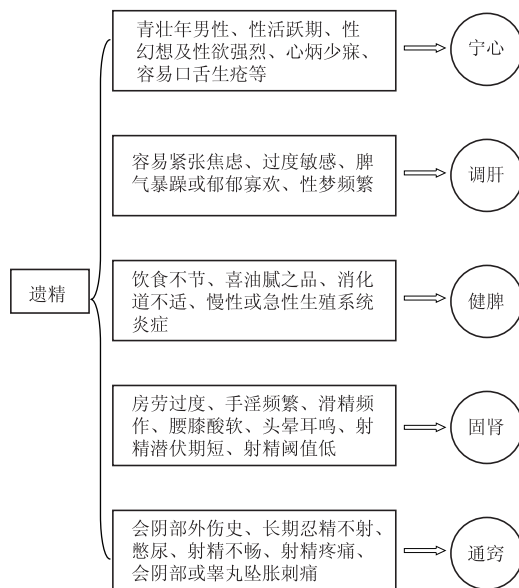 青壮年男性、性活跃期、性
幻想及性欲强烈、心炳少寐、
容易口舌生疮等
宁心
容易紧张焦虑、过度敏感、脾
气暴躁或郁郁寡欢、性梦频繁
调肝
遗精
饮食不节、喜油腻之品、消化
道不适、慢性或急性生殖系统
炎症
健脾
房劳过度、手淫频繁、滑精频
作、腰膝酸软、头晕耳鸣、射
精潜伏期短、射精阈值低
固肾
会阴部外伤史、长期忍精不射、
憋尿、射精不畅、射精疼痛、
会阴部或睾丸坠胀刺痛
通窍